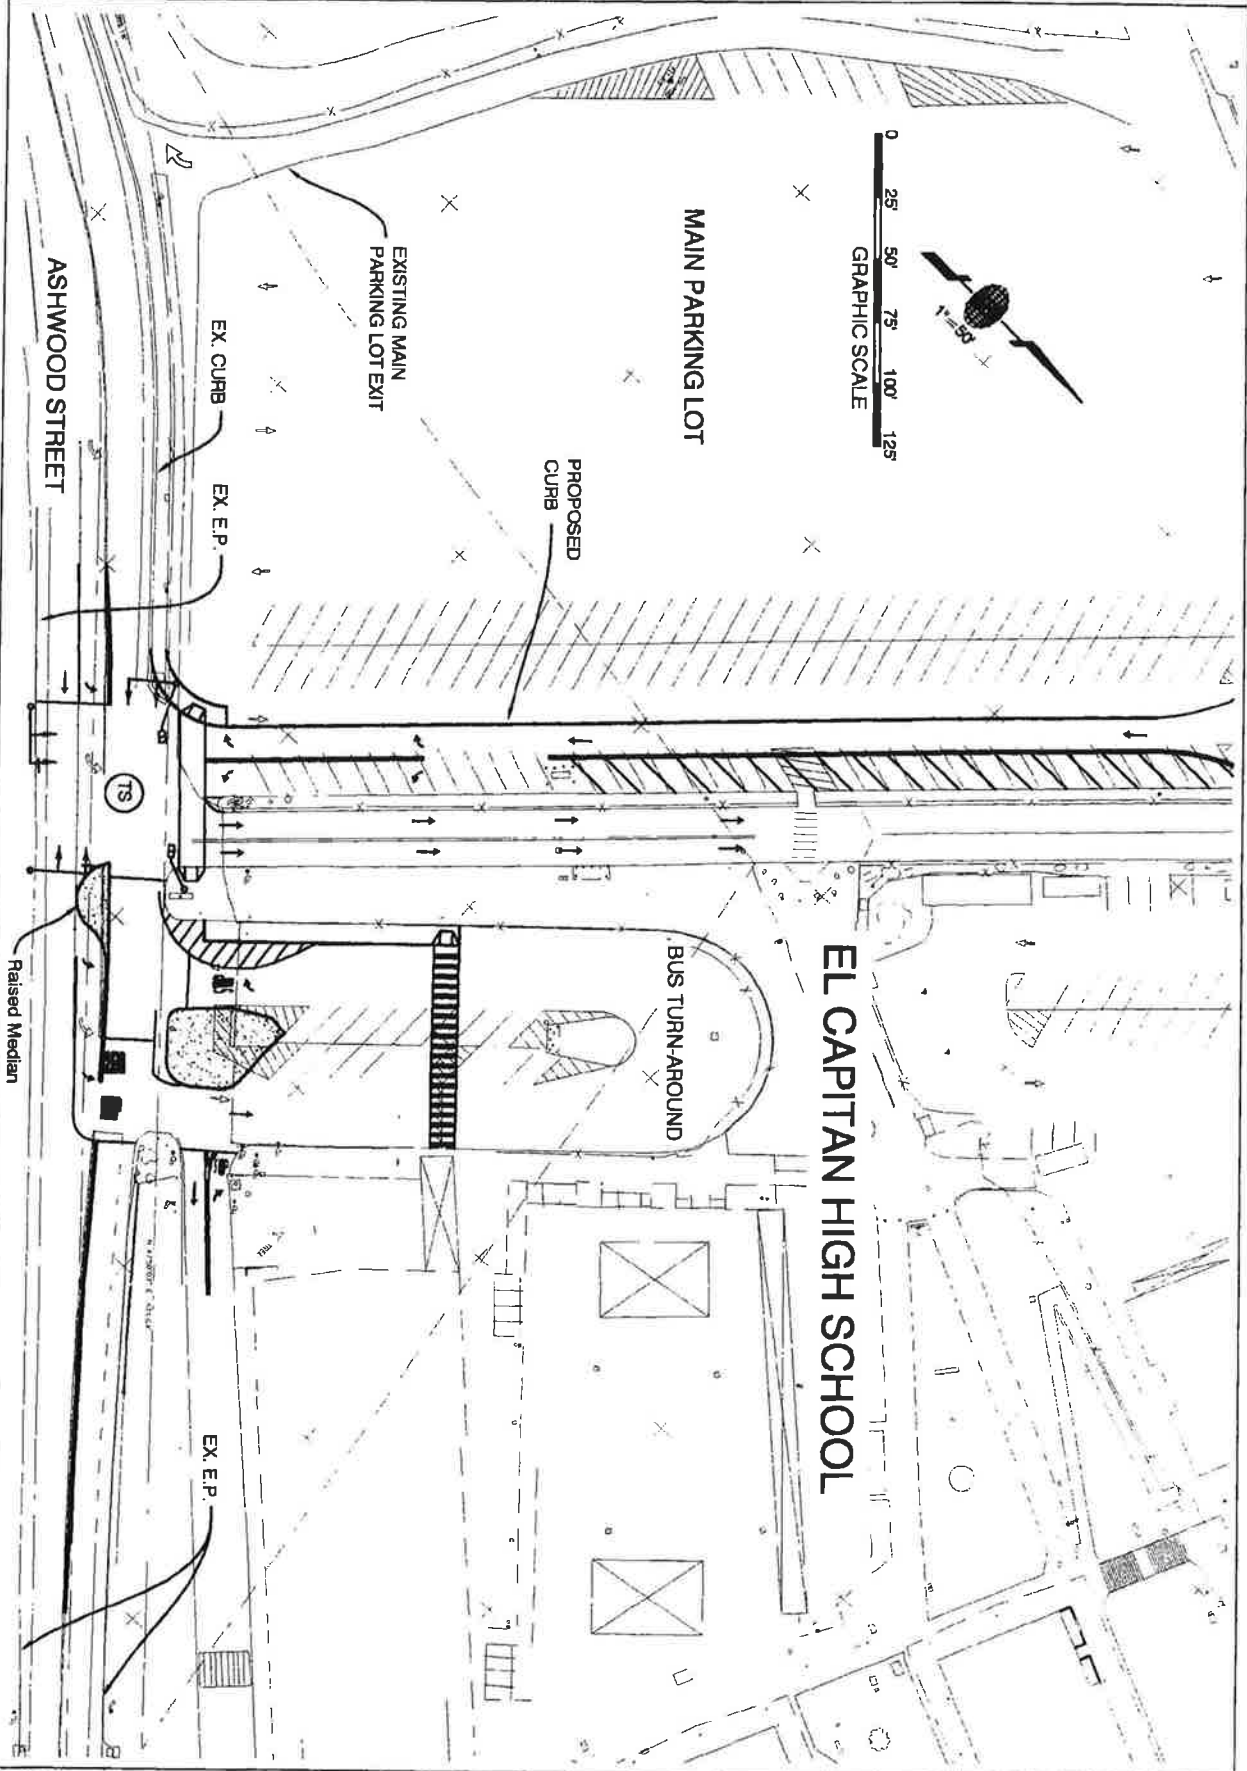 0 25' 50' 75' 100' 125'
GRAPHIC SCALE
1"=50'
MAIN PARKING LOT
EXISTING MAIN
PARKING LOT EXIT
PROPOSED
CURB
EX. CURB
EX. E.P.
ASHWOOD STREET
TS
EL CAPITAN HIGH SCHOOL
BUS TURN-AROUND
Raised Median
EX. E.P.